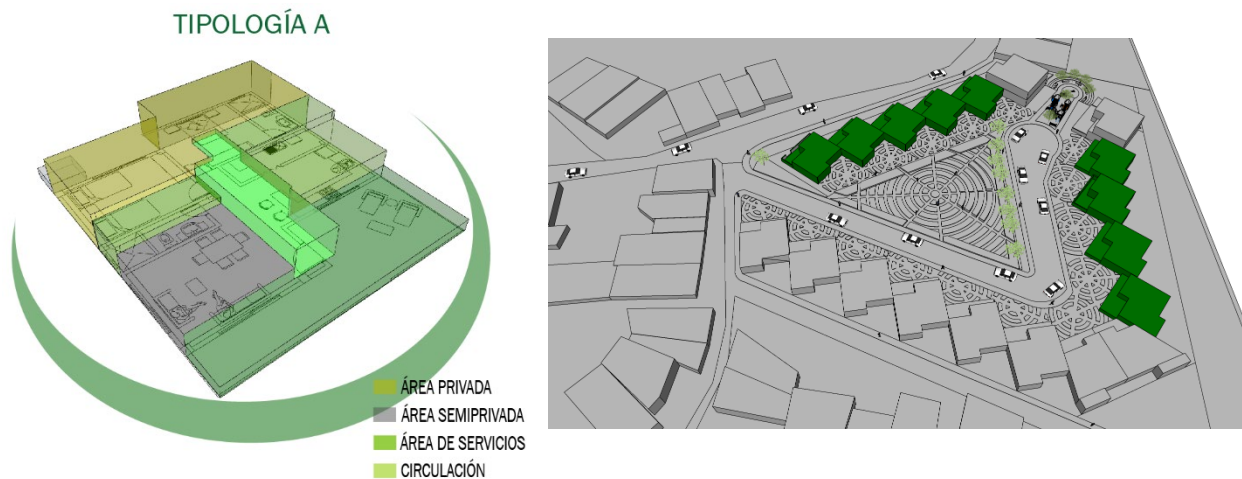 TIPOLOGÍA A
ÁREA PRIVADA
ÁREA SEMIPRIVADA
ÁREA DE SERVICIOS
CIRCULACIÓN